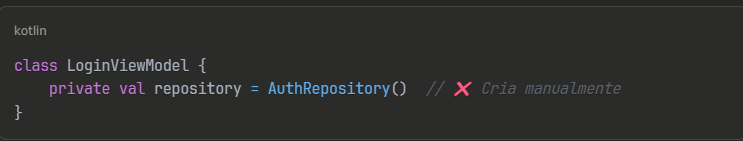 kotlin
class LoginViewModel {
    private val repository = AuthRepository()  // ❌ Cria manualmente
}